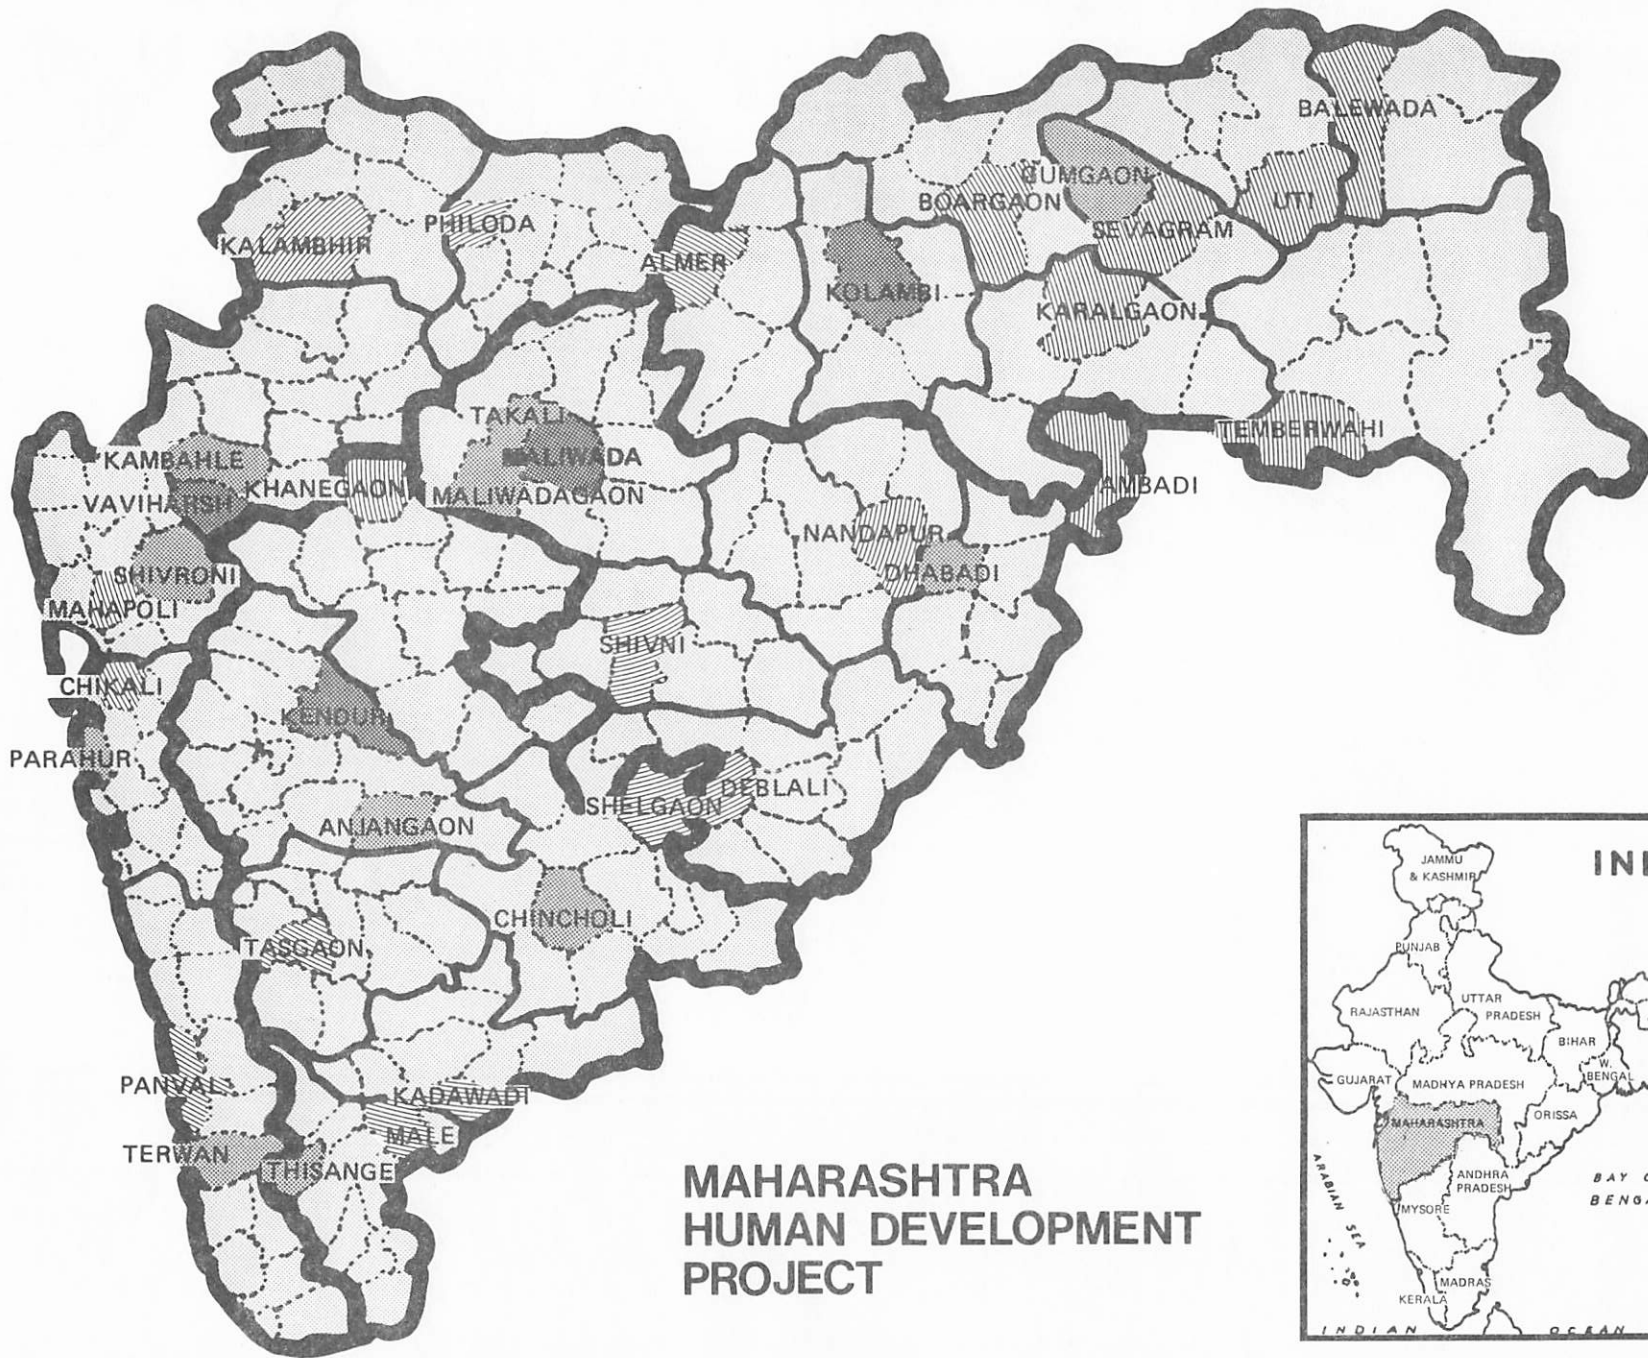 BALEWADA
GUMGAON
BOARGAON
UTI
PHILODA
SEVAGRAM
KALAMBHIR
ALMER
KOLAMBI
KARALGAON
TAKALI
TEMBERWAHI
KAMBAHLE
MALIWADA
KHANEGAON
MALIWADAGAON
AMBADI
VAVIHARSH
NANDAPUR
SHIVRONI
DHABADI
MAHAPOLI
SHIVNI
CHIKALI
KENDUR
PARAHUR
DEBLALI
SHELGAON
ANJANGAON
CHINCHOLI
TASGAON
PANVAL
KADAWADI
MALE
TERWAN
THISANGE
MAHARASHTRA
HUMAN DEVELOPMENT
PROJECT
JAMMU
& KASHMIR
PUNJAB
RAJASTHAN
UTTAR
PRADESH
BIHAR
W.
BENGAL
GUJARAT
MADHYA PRADESH
ORISSA
MAHARASHTRA
ANDHRA
PRADESH
ARABIAN SEA
BAY
MYSORE
MADRAS
KERALA
INDIAN OCEAN